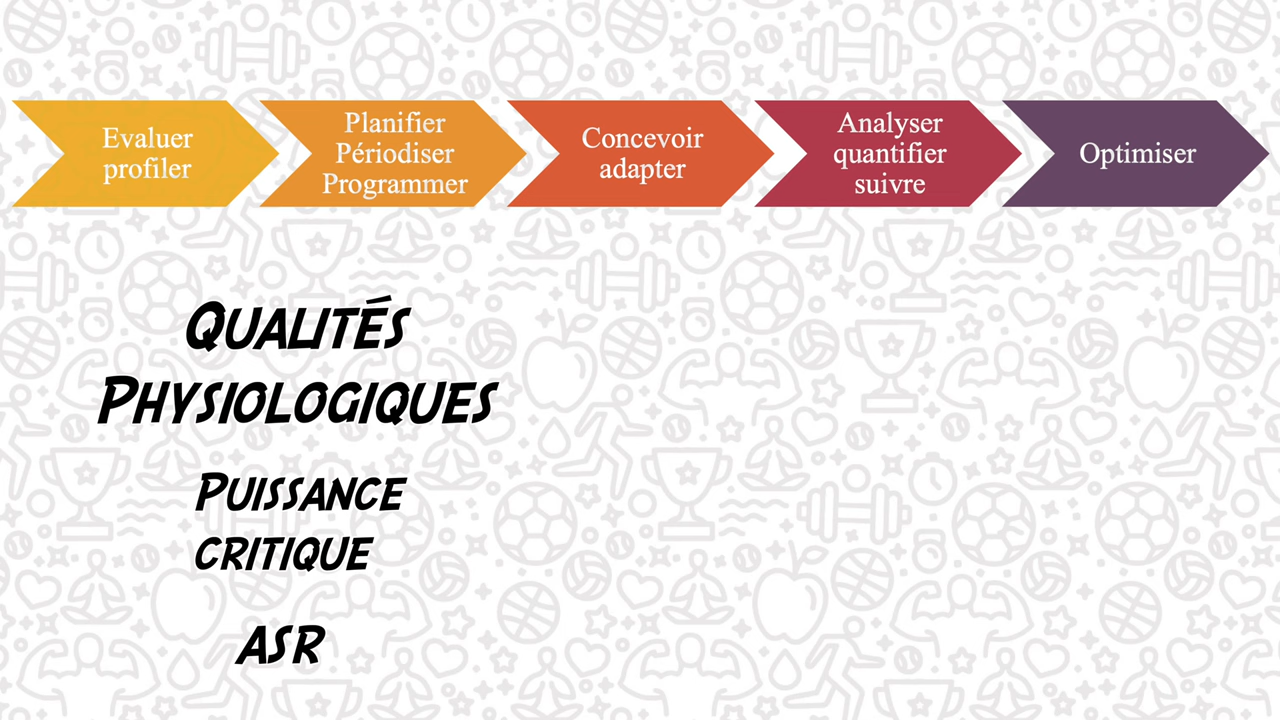 Evaluer
profiler
Planifier
Périodiser
Programmer
Concevoir
adapter
Analyser
quantifier
suivre
Optimiser
Qualités
Physiologiques
Puissance
critique
ASR